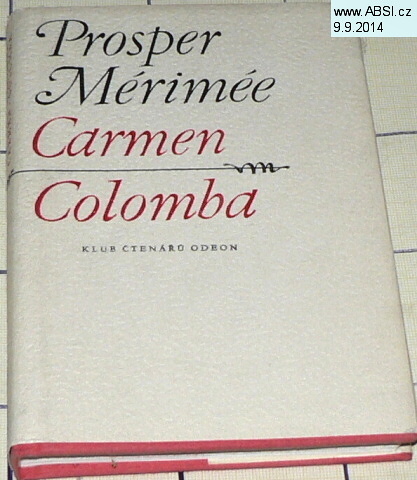 www.ABSI.cz
9.9.2014
Prosper
Mérimée
Carmen
Colomba
KLUB ČTENÁŘŮ ODEON